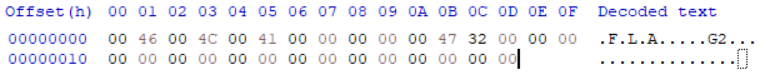 Offset(h) 00 01 02 03 04 05 06 07 08 09 0A 0B 0C 0D 0E 0F Decoded text
00000000 00 46 00 4C 00 41 00 00 00 00 00 47 32 00 00 00 .F.L.A.....G2...
00000010 00 00 00 00 00 00 00 00 00 00 00 00 00 00 ..............